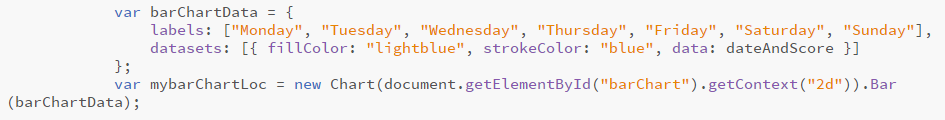 var barChartData = {
labels: ["Monday", "Tuesday", "Wednesday", "Thursday", "Friday", "Saturday", "Sunday"],
datasets: [{ fillColor: "lightblue", strokeColor: "blue", data: dateAndScore }]
};
var mybarChartLoc = new Chart(document.getElementById("barChart").getContext("2d")).Bar
(barChartData);